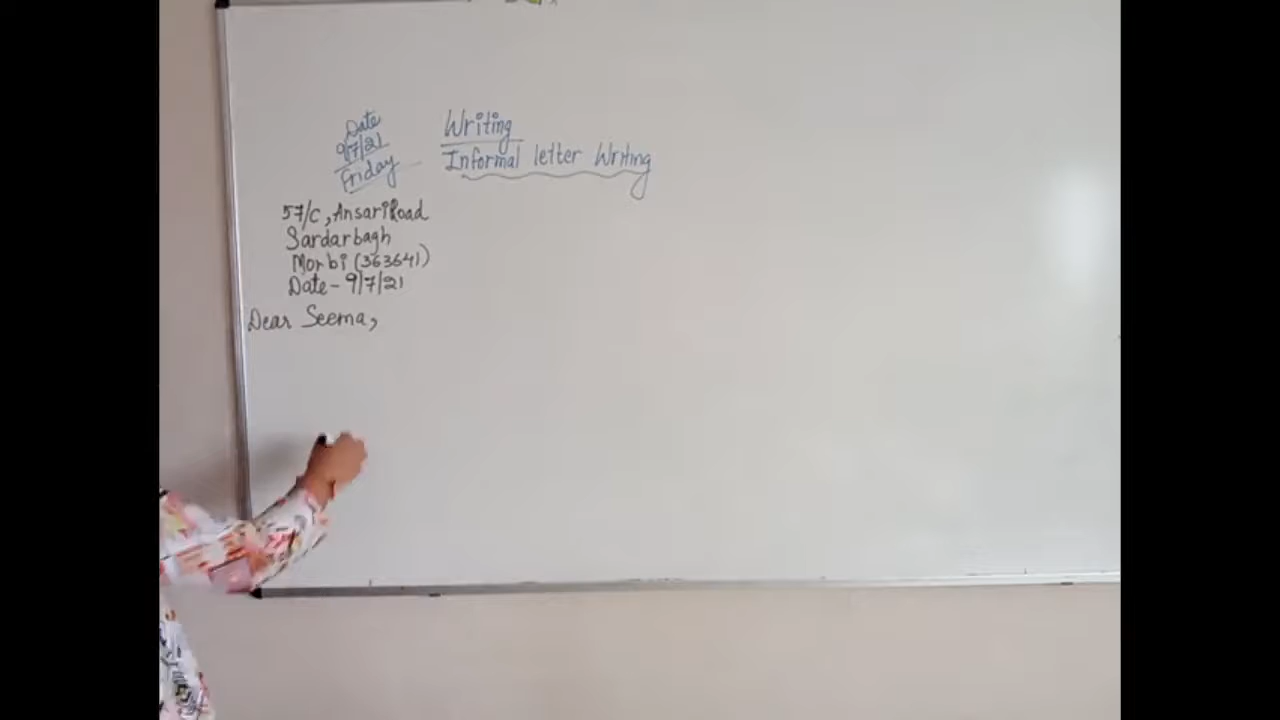 Date
9/7/21
Friday
Writing
Informal letter Writing
57/C, Ansari Road
Sardarbagh
Morbi (363641)
Date - 9/7/21
Dear Seema,